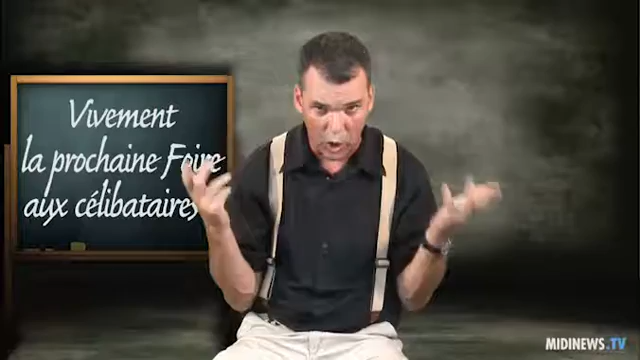 Vivement
la prochaine Foire
aux célibataires
MIDINEWS.TV